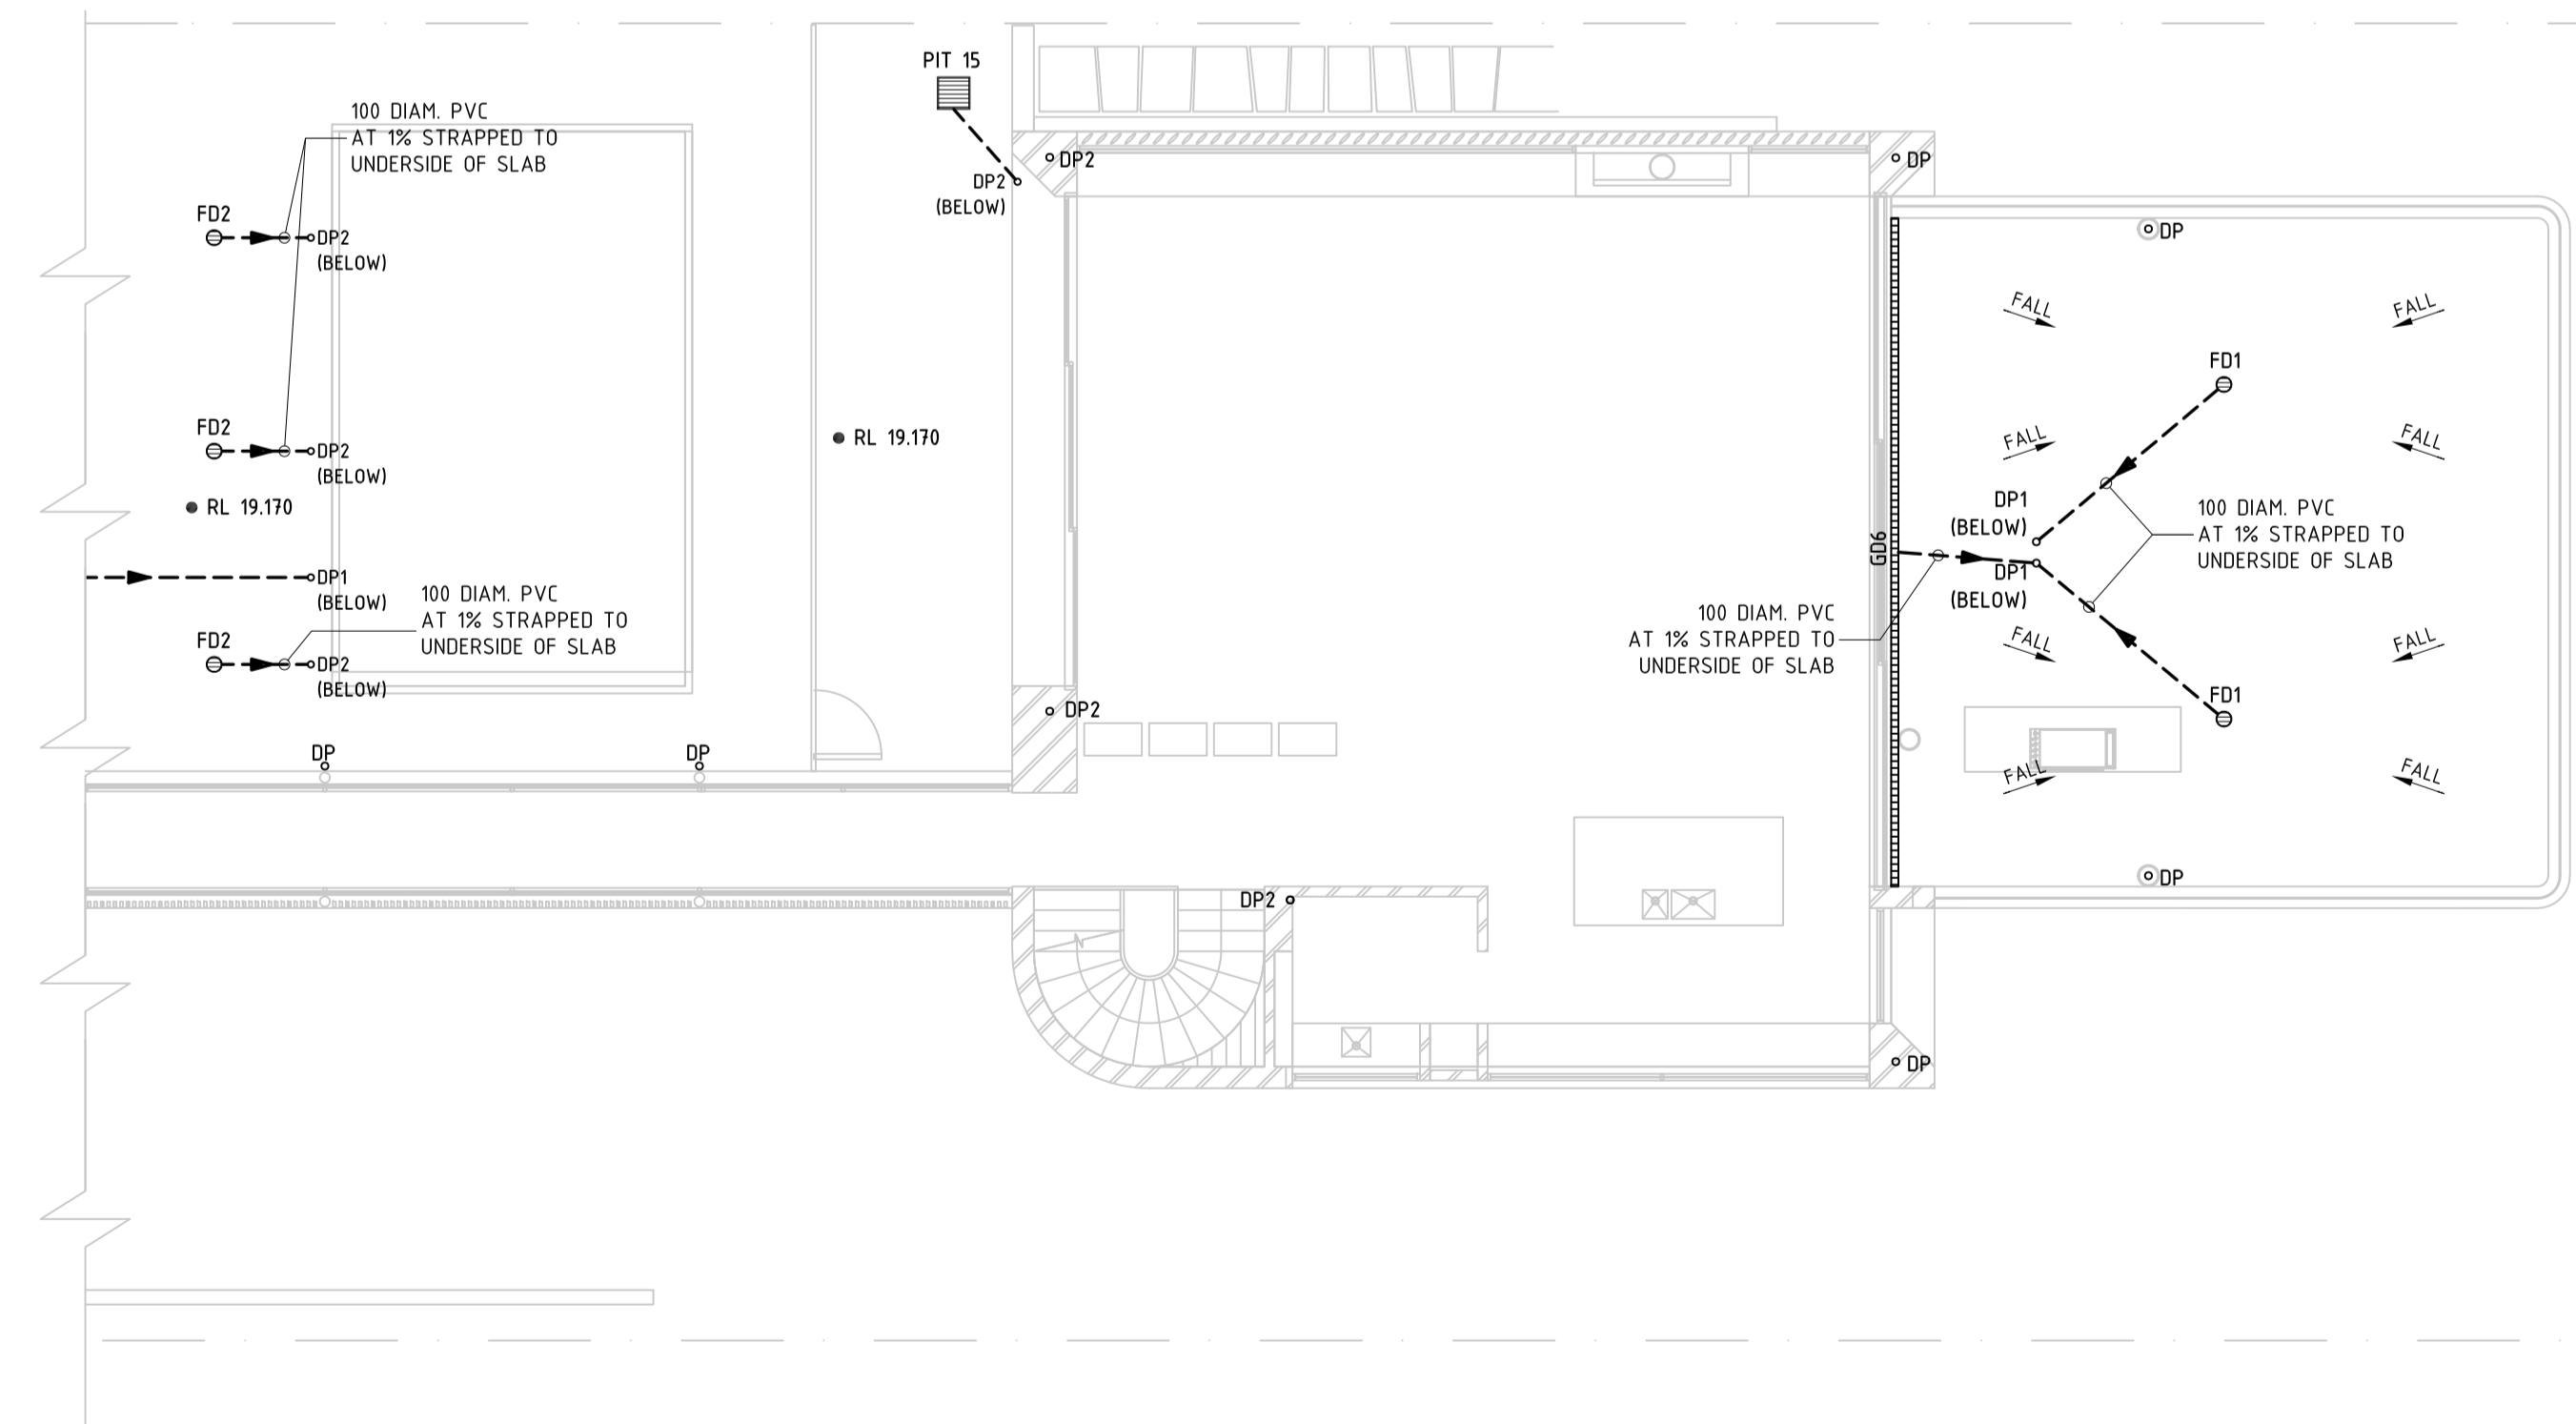 PIT 15
100 DIAM. PVC
AT 1% STRAPPED TO
UNDERSIDE OF SLAB
DP2
DP
DP2
(BELOW)
FD2
DP2
(BELOW)
DP
FALL
FALL
FD1
FD2
DP2
(BELOW)
RL 19.170
FALL
FALL
RL 19.170
DP1
(BELOW)
100 DIAM. PVC
AT 1% STRAPPED TO
UNDERSIDE OF SLAB
GD6
DP1
(BELOW)
DP1
(BELOW)
100 DIAM. PVC
AT 1% STRAPPED TO
UNDERSIDE OF SLAB
100 DIAM. PVC
AT 1% STRAPPED TO
UNDERSIDE OF SLAB
FD2
DP2
(BELOW)
FALL
FALL
FD1
DP2
DP
DP
FALL
FALL
DP
DP2
DP